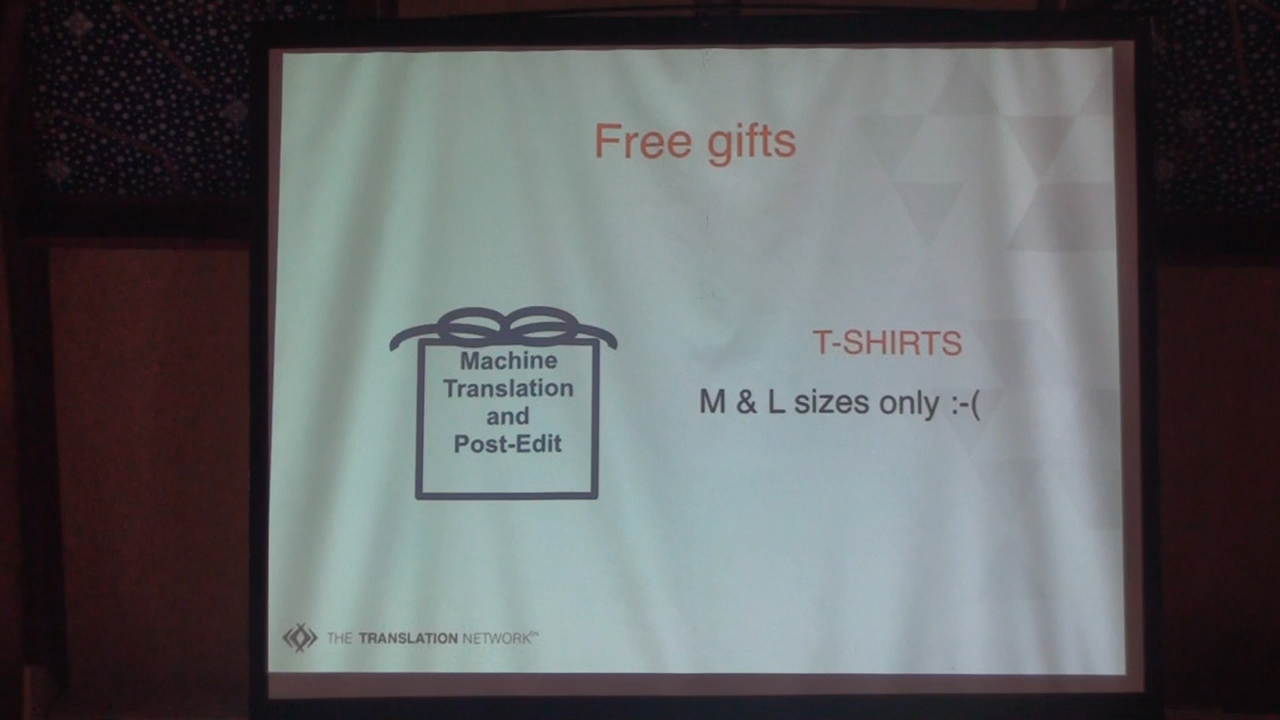 Free gifts
Machine
Translation
and
Post-Edit
T-SHIRTS
M & L sizes only :-(
THE TRANSLATION NETWORK